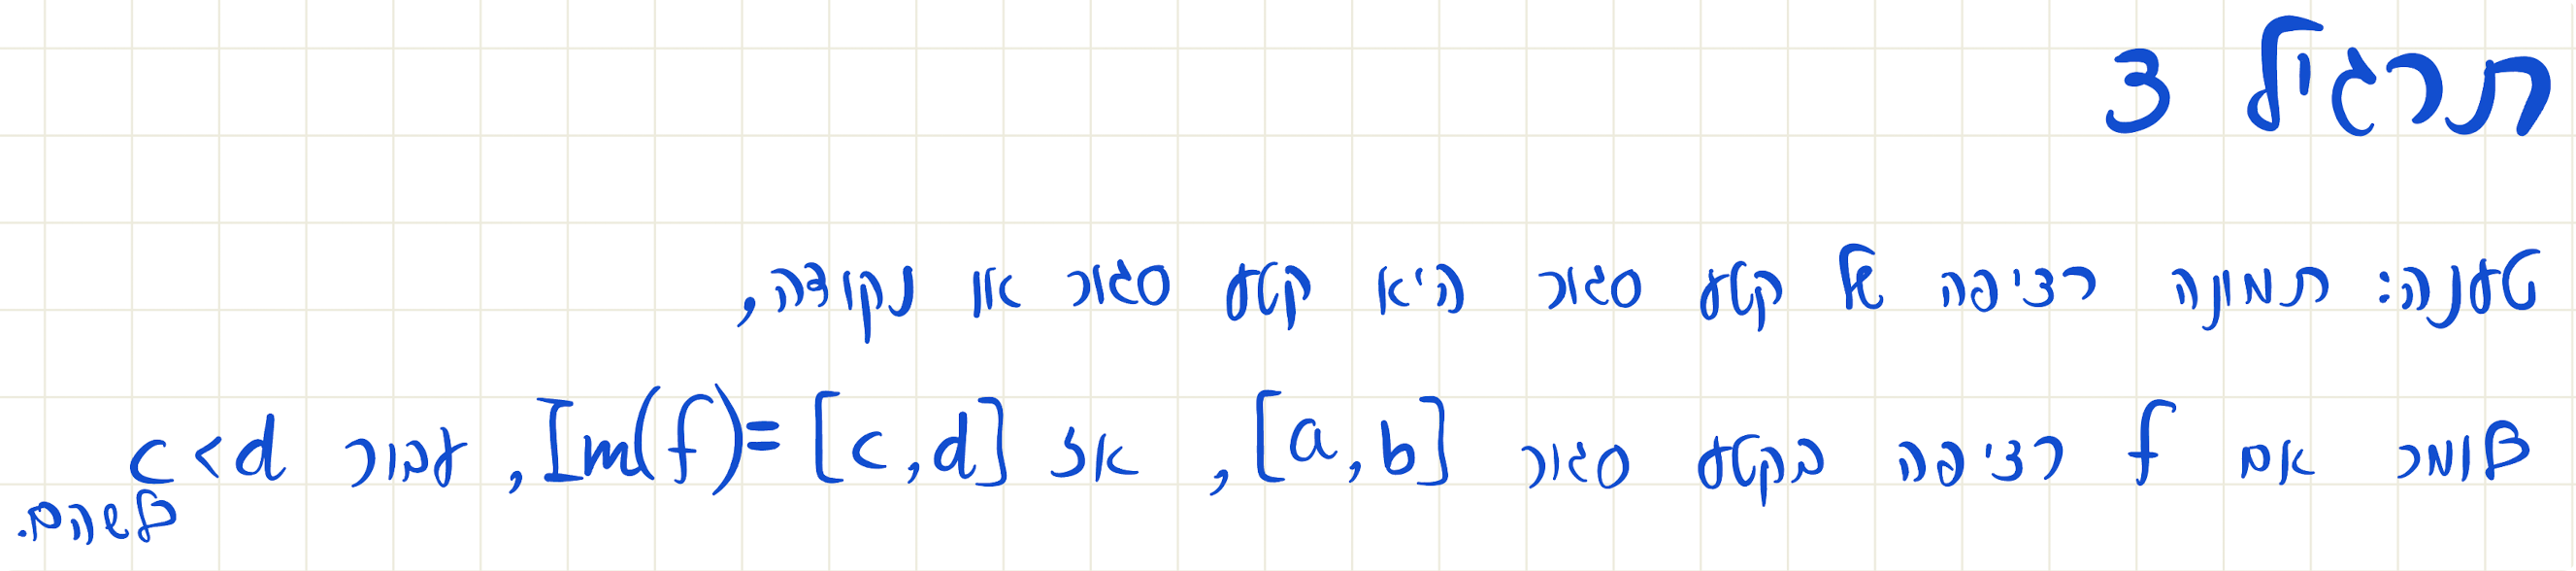 תרגיל 3
טענה: תמונה רציפה של קטע סגור היא קטע סגור או נקודה,
כלומר אם f רציפה בקטע סגור [a,b], אז Im(f)=[c,d], עבור c<d
כלשהם.